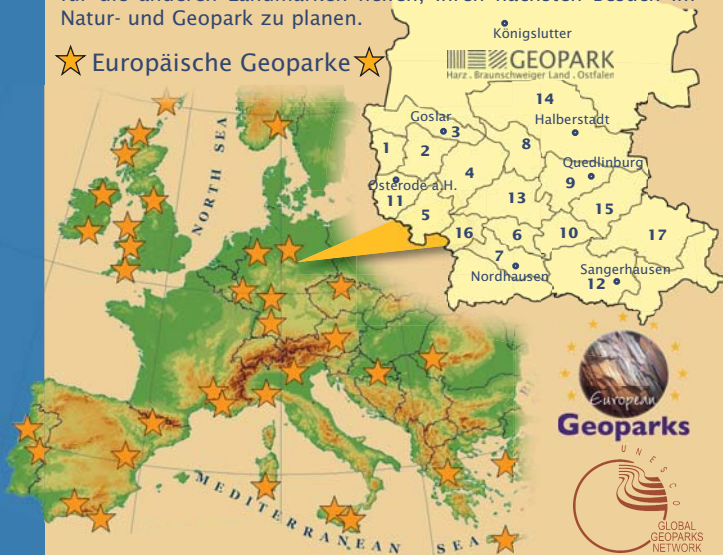 Natur- und Geopark zu planen.
Europäische Geoparke
Königslutter
GEOPARK
Harz . Braunschweiger Land . Ostfalen
14
Goslar
Halberstadt
3
1
2
8
Quedlinburg
4
9
Osterode a.H.
11
13
15
5
16
6
10
17
7
Nordhausen
Sangerhausen
12
NORTH SEA
MEDITERRANEAN SEA
European
Geoparks
UNESCO
GLOBAL
GEOPARKS
NETWORK